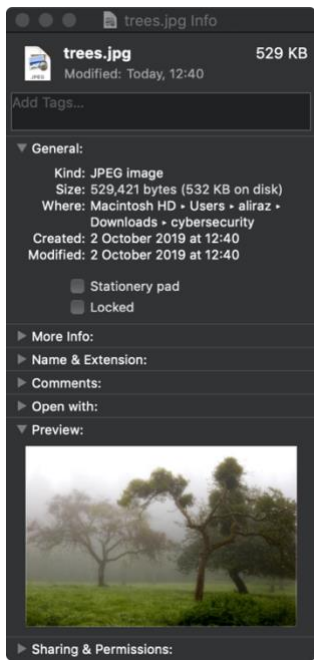 trees.jpg Info
trees.jpg 529 KB
Modified: Today, 12:40
JPEG
Add Tags...
General:
Kind: JPEG image
Size: 529,421 bytes (532 KB on disk)
Where: Macintosh HD ▸ Users ▸ aliraz ▸
Downloads ▸ cybersecurity
Created: 2 October 2019 at 12:40
Modified: 2 October 2019 at 12:40
Stationery pad
Locked
More Info:
Name & Extension:
Comments:
Open with:
Preview:
Sharing & Permissions: